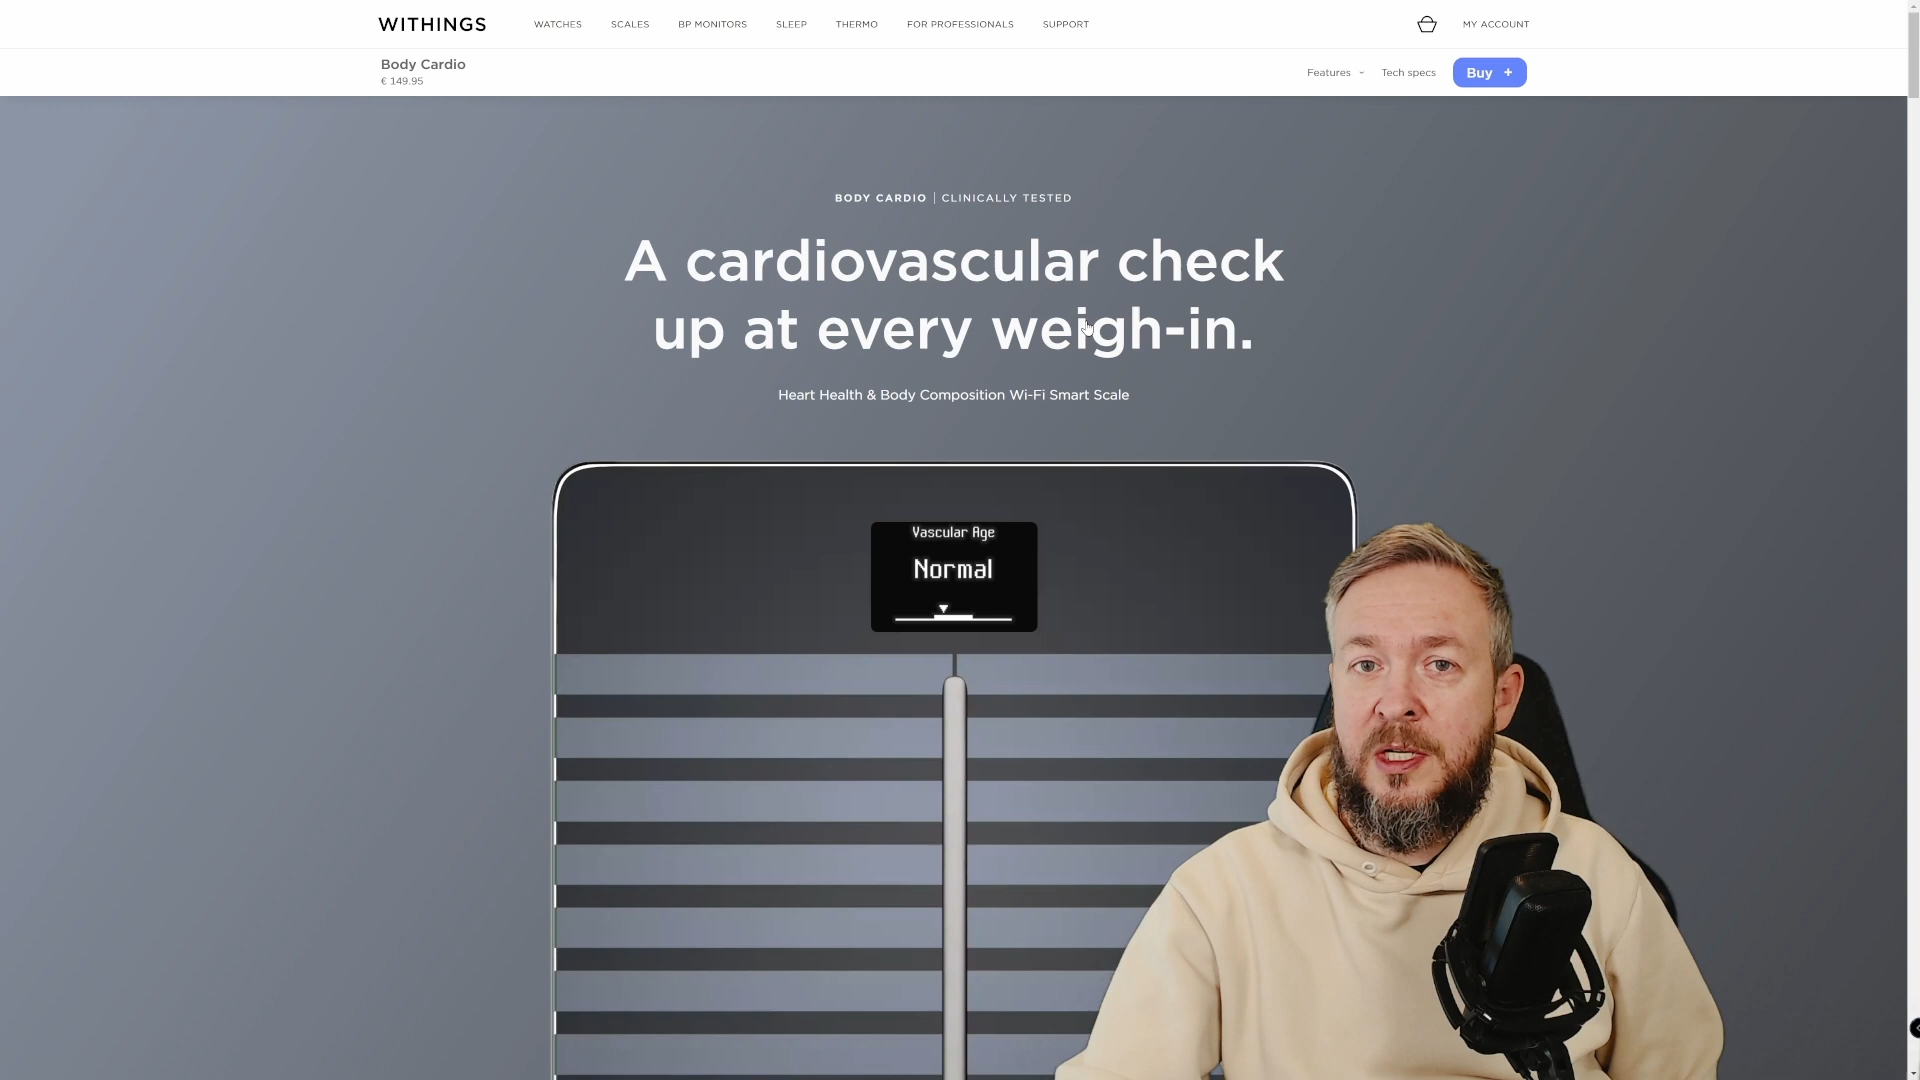 WITHINGS
WATCHES SCALES BP MONITORS SLEEP THERMO FOR PROFESSIONALS SUPPORT MY ACCOUNT
Body Cardio
€ 149.95
Features Tech specs Buy +
BODY CARDIO | CLINICALLY TESTED
A cardiovascular check
up at every weigh-in.
Heart Health & Body Composition Wi-Fi Smart Scale
Vascular Age
Normal